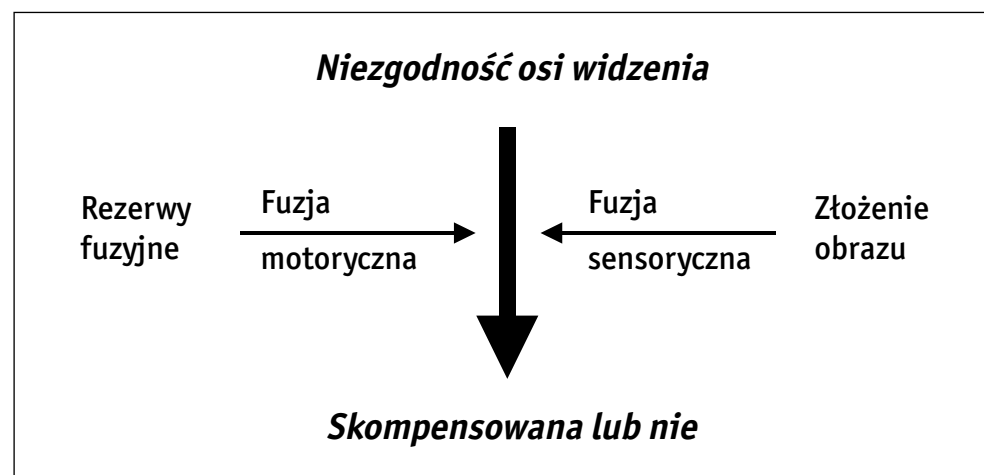 Niezgodność osi widzenia
Rezerwy
fuzyjne
Fuzja
motoryczna
Fuzja
sensoryczna
Złożenie
obrazu
Skompensowana lub nie